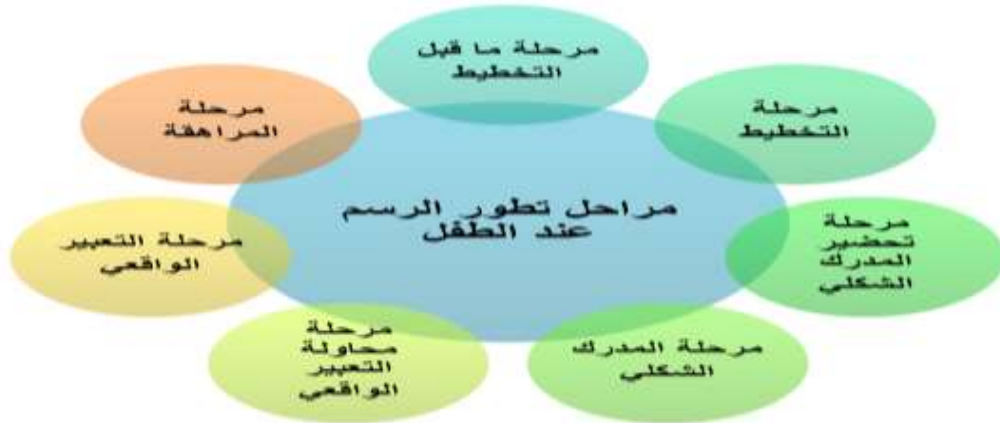 مراحل تطور الرسم
عند الطفل
مرحلة ما قبل
التخطيط
مرحلة
التخطيط
مرحلة
تحضير
المدرك
الشكلي
مرحلة المدرك
الشكلي
مرحلة
محاولة
التعبير
الواقعي
مرحلة التعبير
الواقعي
مرحلة
المراهقة